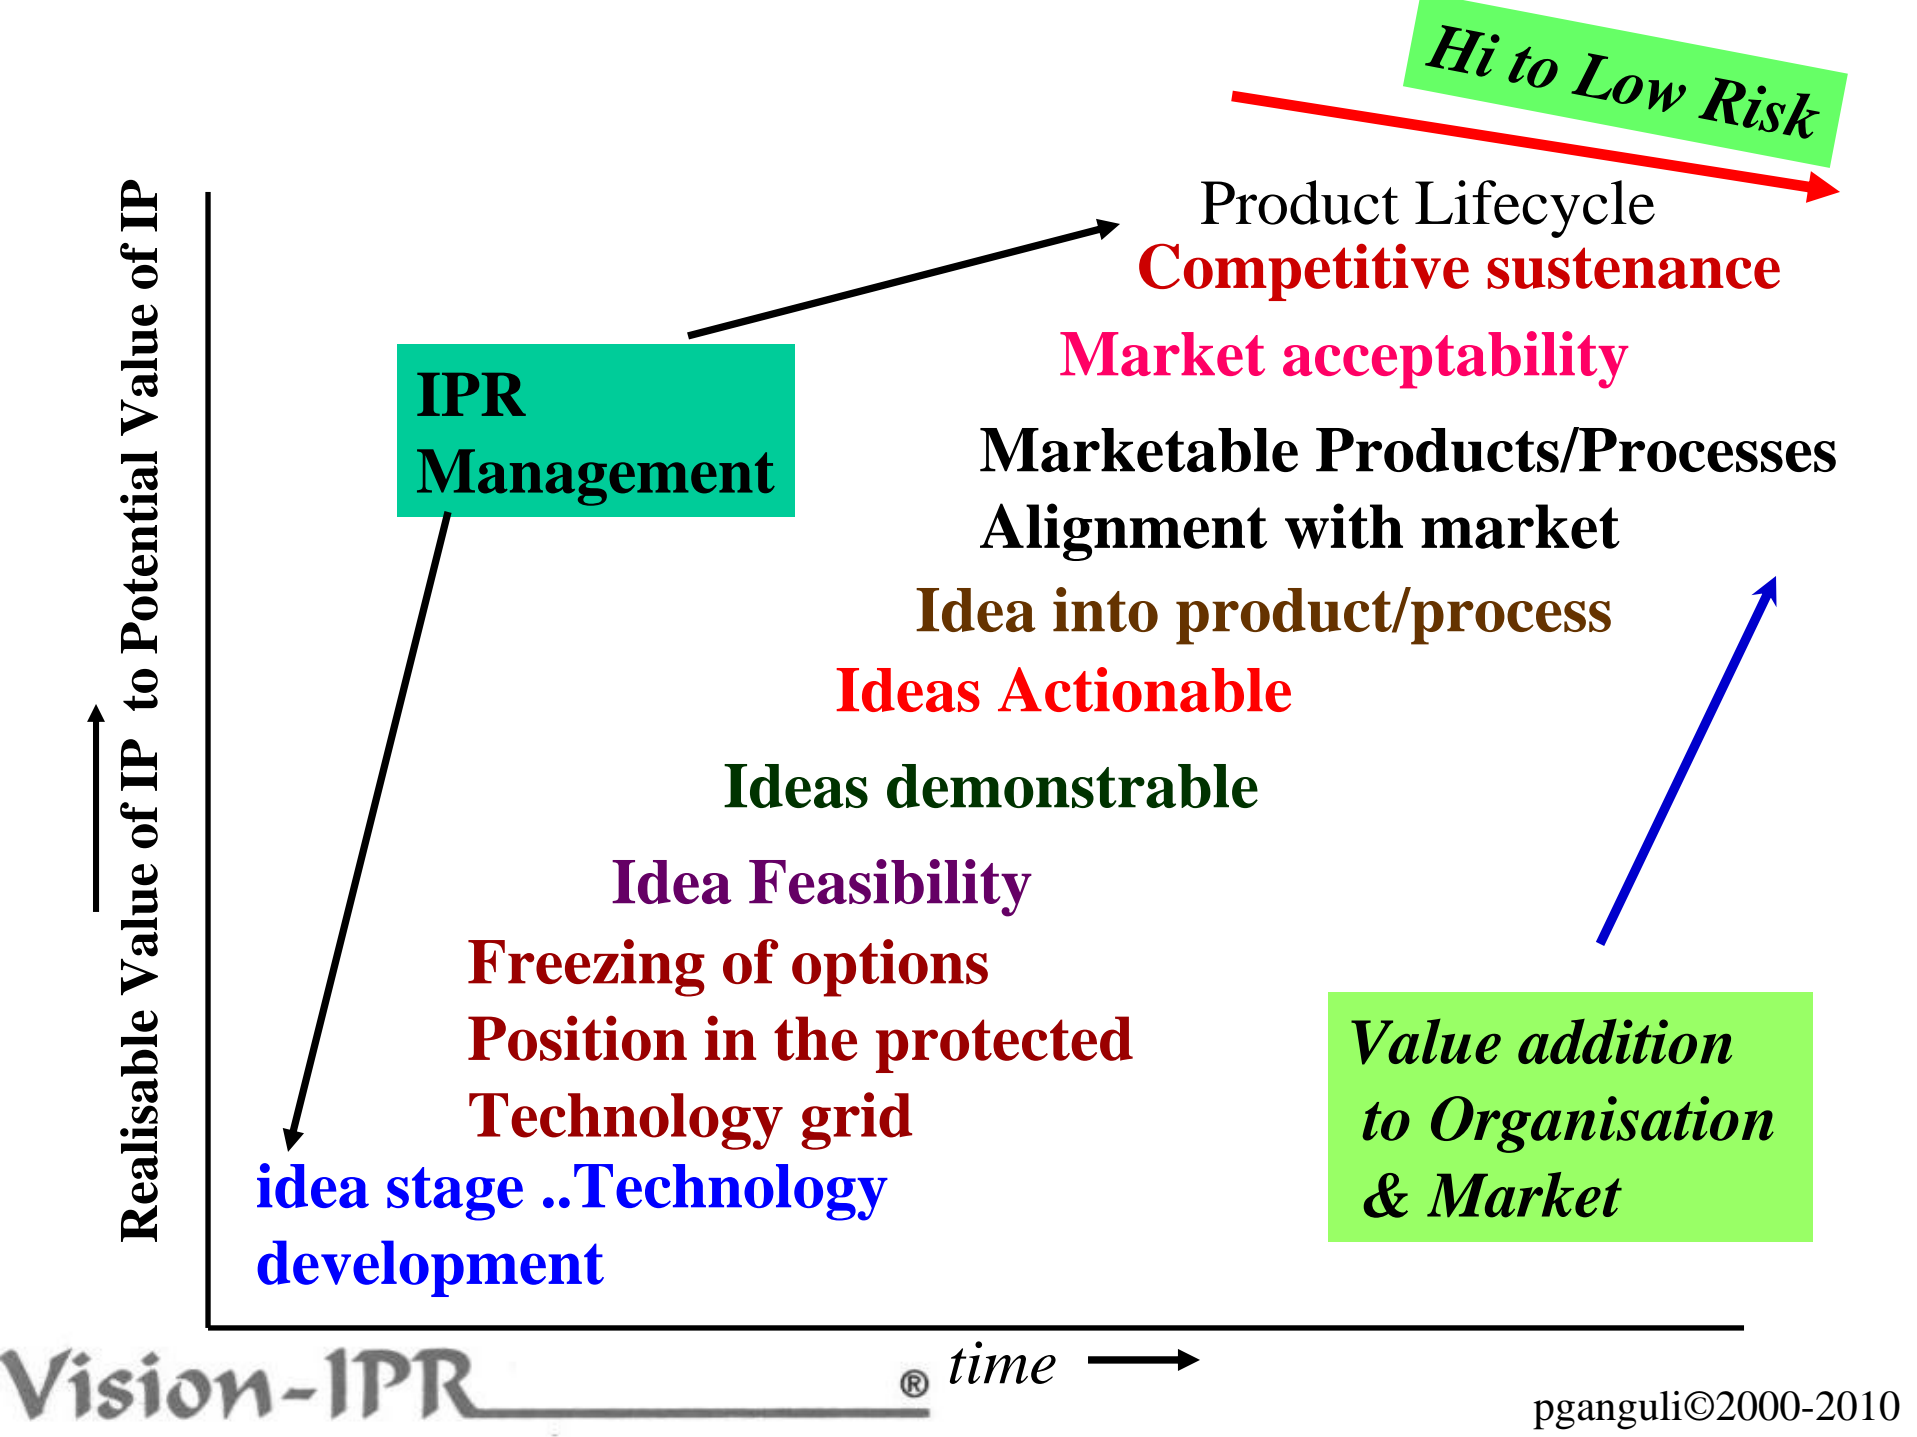 Hi to Low Risk
Product Lifecycle
Competitive sustenance
Market acceptability
IPR
Management
Marketable Products/Processes
Alignment with market
Idea into product/process
Ideas Actionable
Ideas demonstrable
Idea Feasibility
Freezing of options
Position in the protected
Technology grid
idea stage ..Technology
development
Value addition
to Organisation
& Market
Realisable Value of IP to Potential Value of IP
time
Vision-IPR ®
pganguli©2000-2010